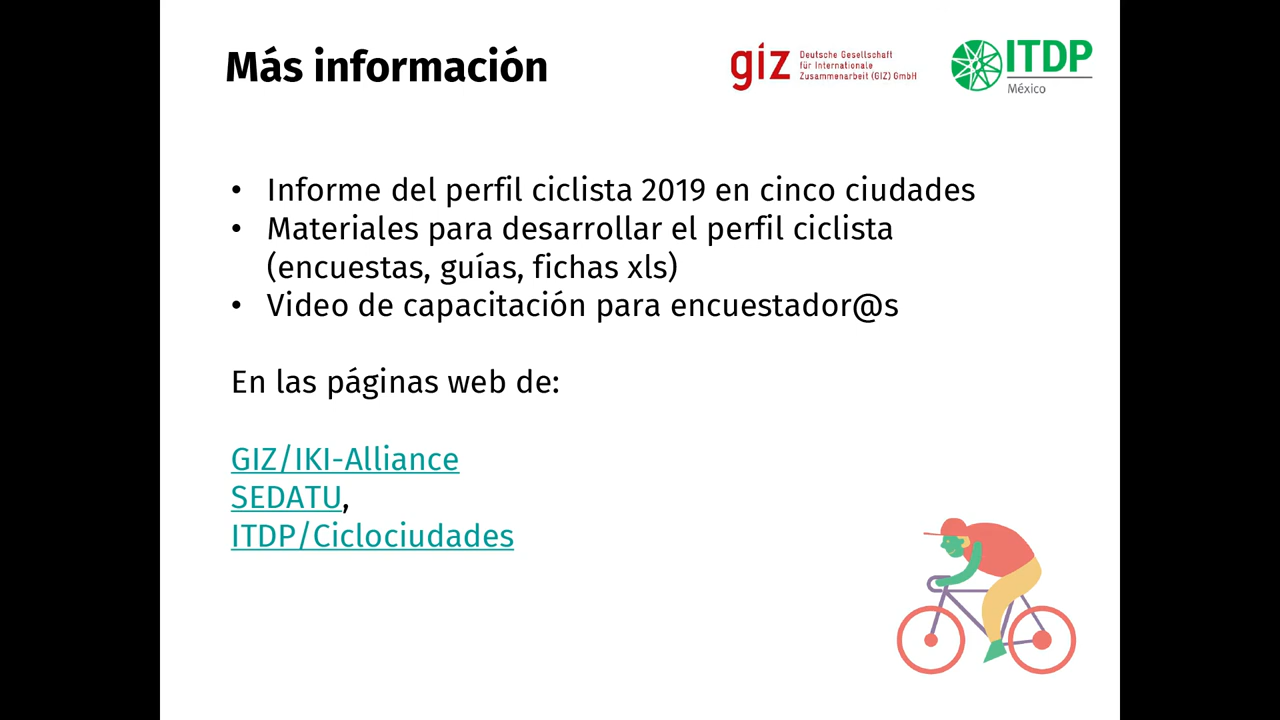 Más información
giz Deutsche Gesellschaft
für Internationale
Zusammenarbeit (GIZ) GmbH
ITDP
México
• Informe del perfil ciclista 2019 en cinco ciudades
• Materiales para desarrollar el perfil ciclista
(encuestas, guías, fichas xls)
• Video de capacitación para encuestador@s
En las páginas web de:
GIZ/IKI-Alliance
SEDATU,
ITDP/Ciclociudades